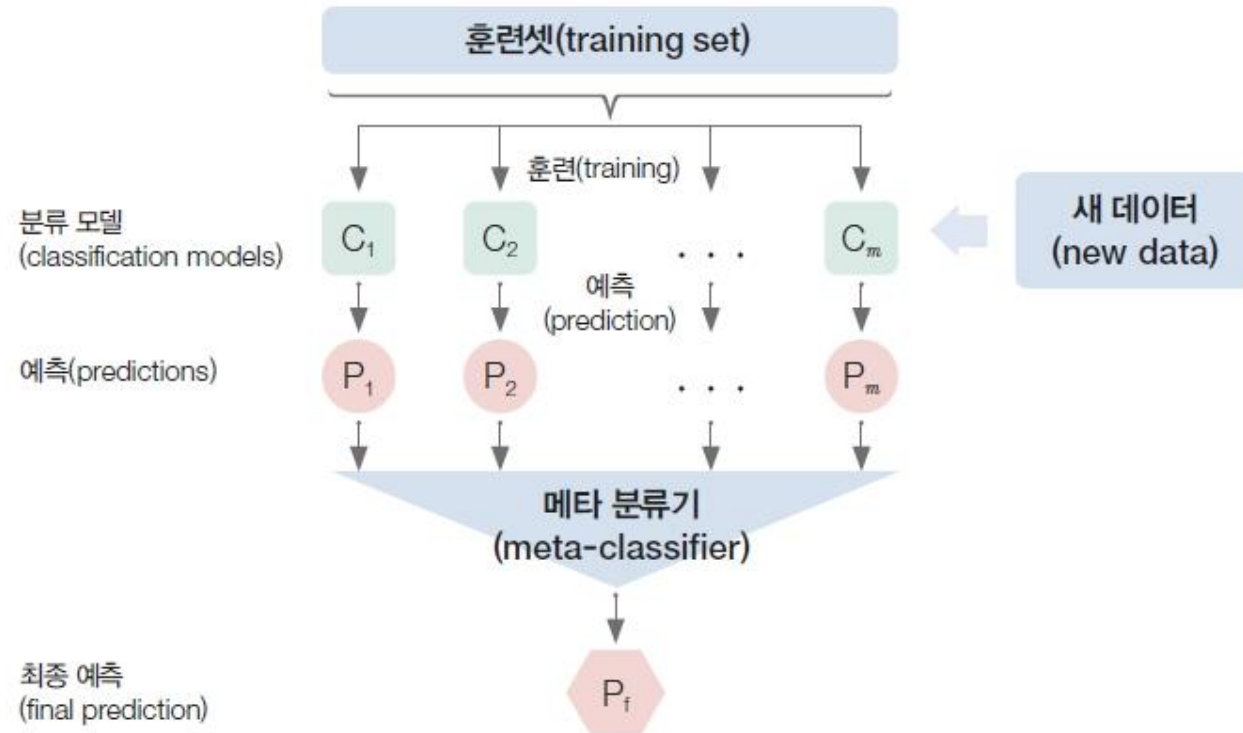 훈련셋(training set)
훈련(training)
분류 모델
(classification models)
C₁
C₂
. . .
Cₘ
새 데이터
(new data)
예측
(prediction)
예측(predictions)
P₁
P₂
. . .
Pₘ
메타 분류기
(meta-classifier)
최종 예측
(final prediction)
P_f